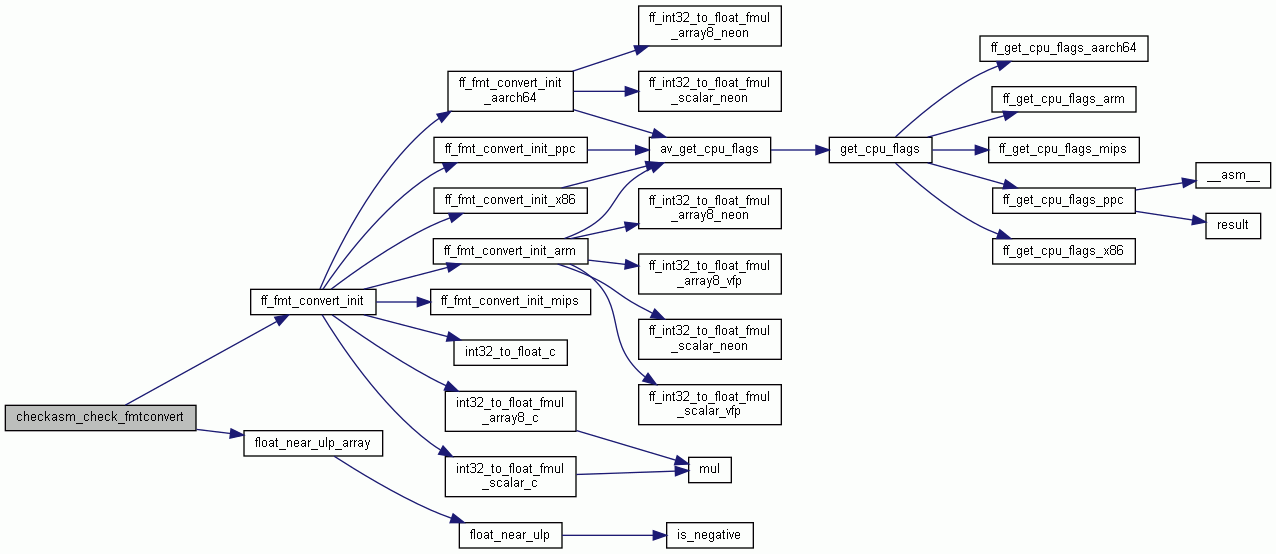 checkasm_check_fmtconvert
ff_fmt_convert_init
float_near_ulp_array
ff_fmt_convert_init
_aarch64
ff_fmt_convert_init_ppc
ff_fmt_convert_init_x86
ff_fmt_convert_init_arm
ff_fmt_convert_init_mips
int32_to_float_c
int32_to_float_fmul
_array8_c
int32_to_float_fmul
_scalar_c
float_near_ulp
ff_int32_to_float_fmul
_array8_neon
ff_int32_to_float_fmul
_scalar_neon
av_get_cpu_flags
ff_int32_to_float_fmul
_array8_neon
ff_int32_to_float_fmul
_array8_vfp
ff_int32_to_float_fmul
_scalar_neon
ff_int32_to_float_fmul
_scalar_vfp
mul
is_negative
get_cpu_flags
ff_get_cpu_flags_aarch64
ff_get_cpu_flags_arm
ff_get_cpu_flags_mips
ff_get_cpu_flags_ppc
ff_get_cpu_flags_x86
__asm__
result